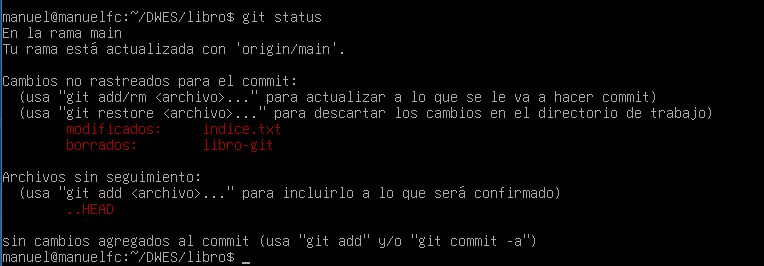 manuel@manuelfc:~/DWES/libro$ git status
En la rama main
Tu rama está actualizada con 'origin/main'.
Cambios no rastreados para el commit:
(usa "git add/rm <archivo>..." para actualizar a lo que se le va a hacer commit)
(usa "git restore <archivo>..." para descartar los cambios en el directorio de trabajo)
modificados: indice.txt
borrados: libro-git
Archivos sin seguimiento:
(usa "git add <archivo>..." para incluirlo a lo que será confirmado)
..HEAD
sin cambios agregados al commit (usa "git add" y/o "git commit -a")
manuel@manuelfc:~/DWES/libro$ _